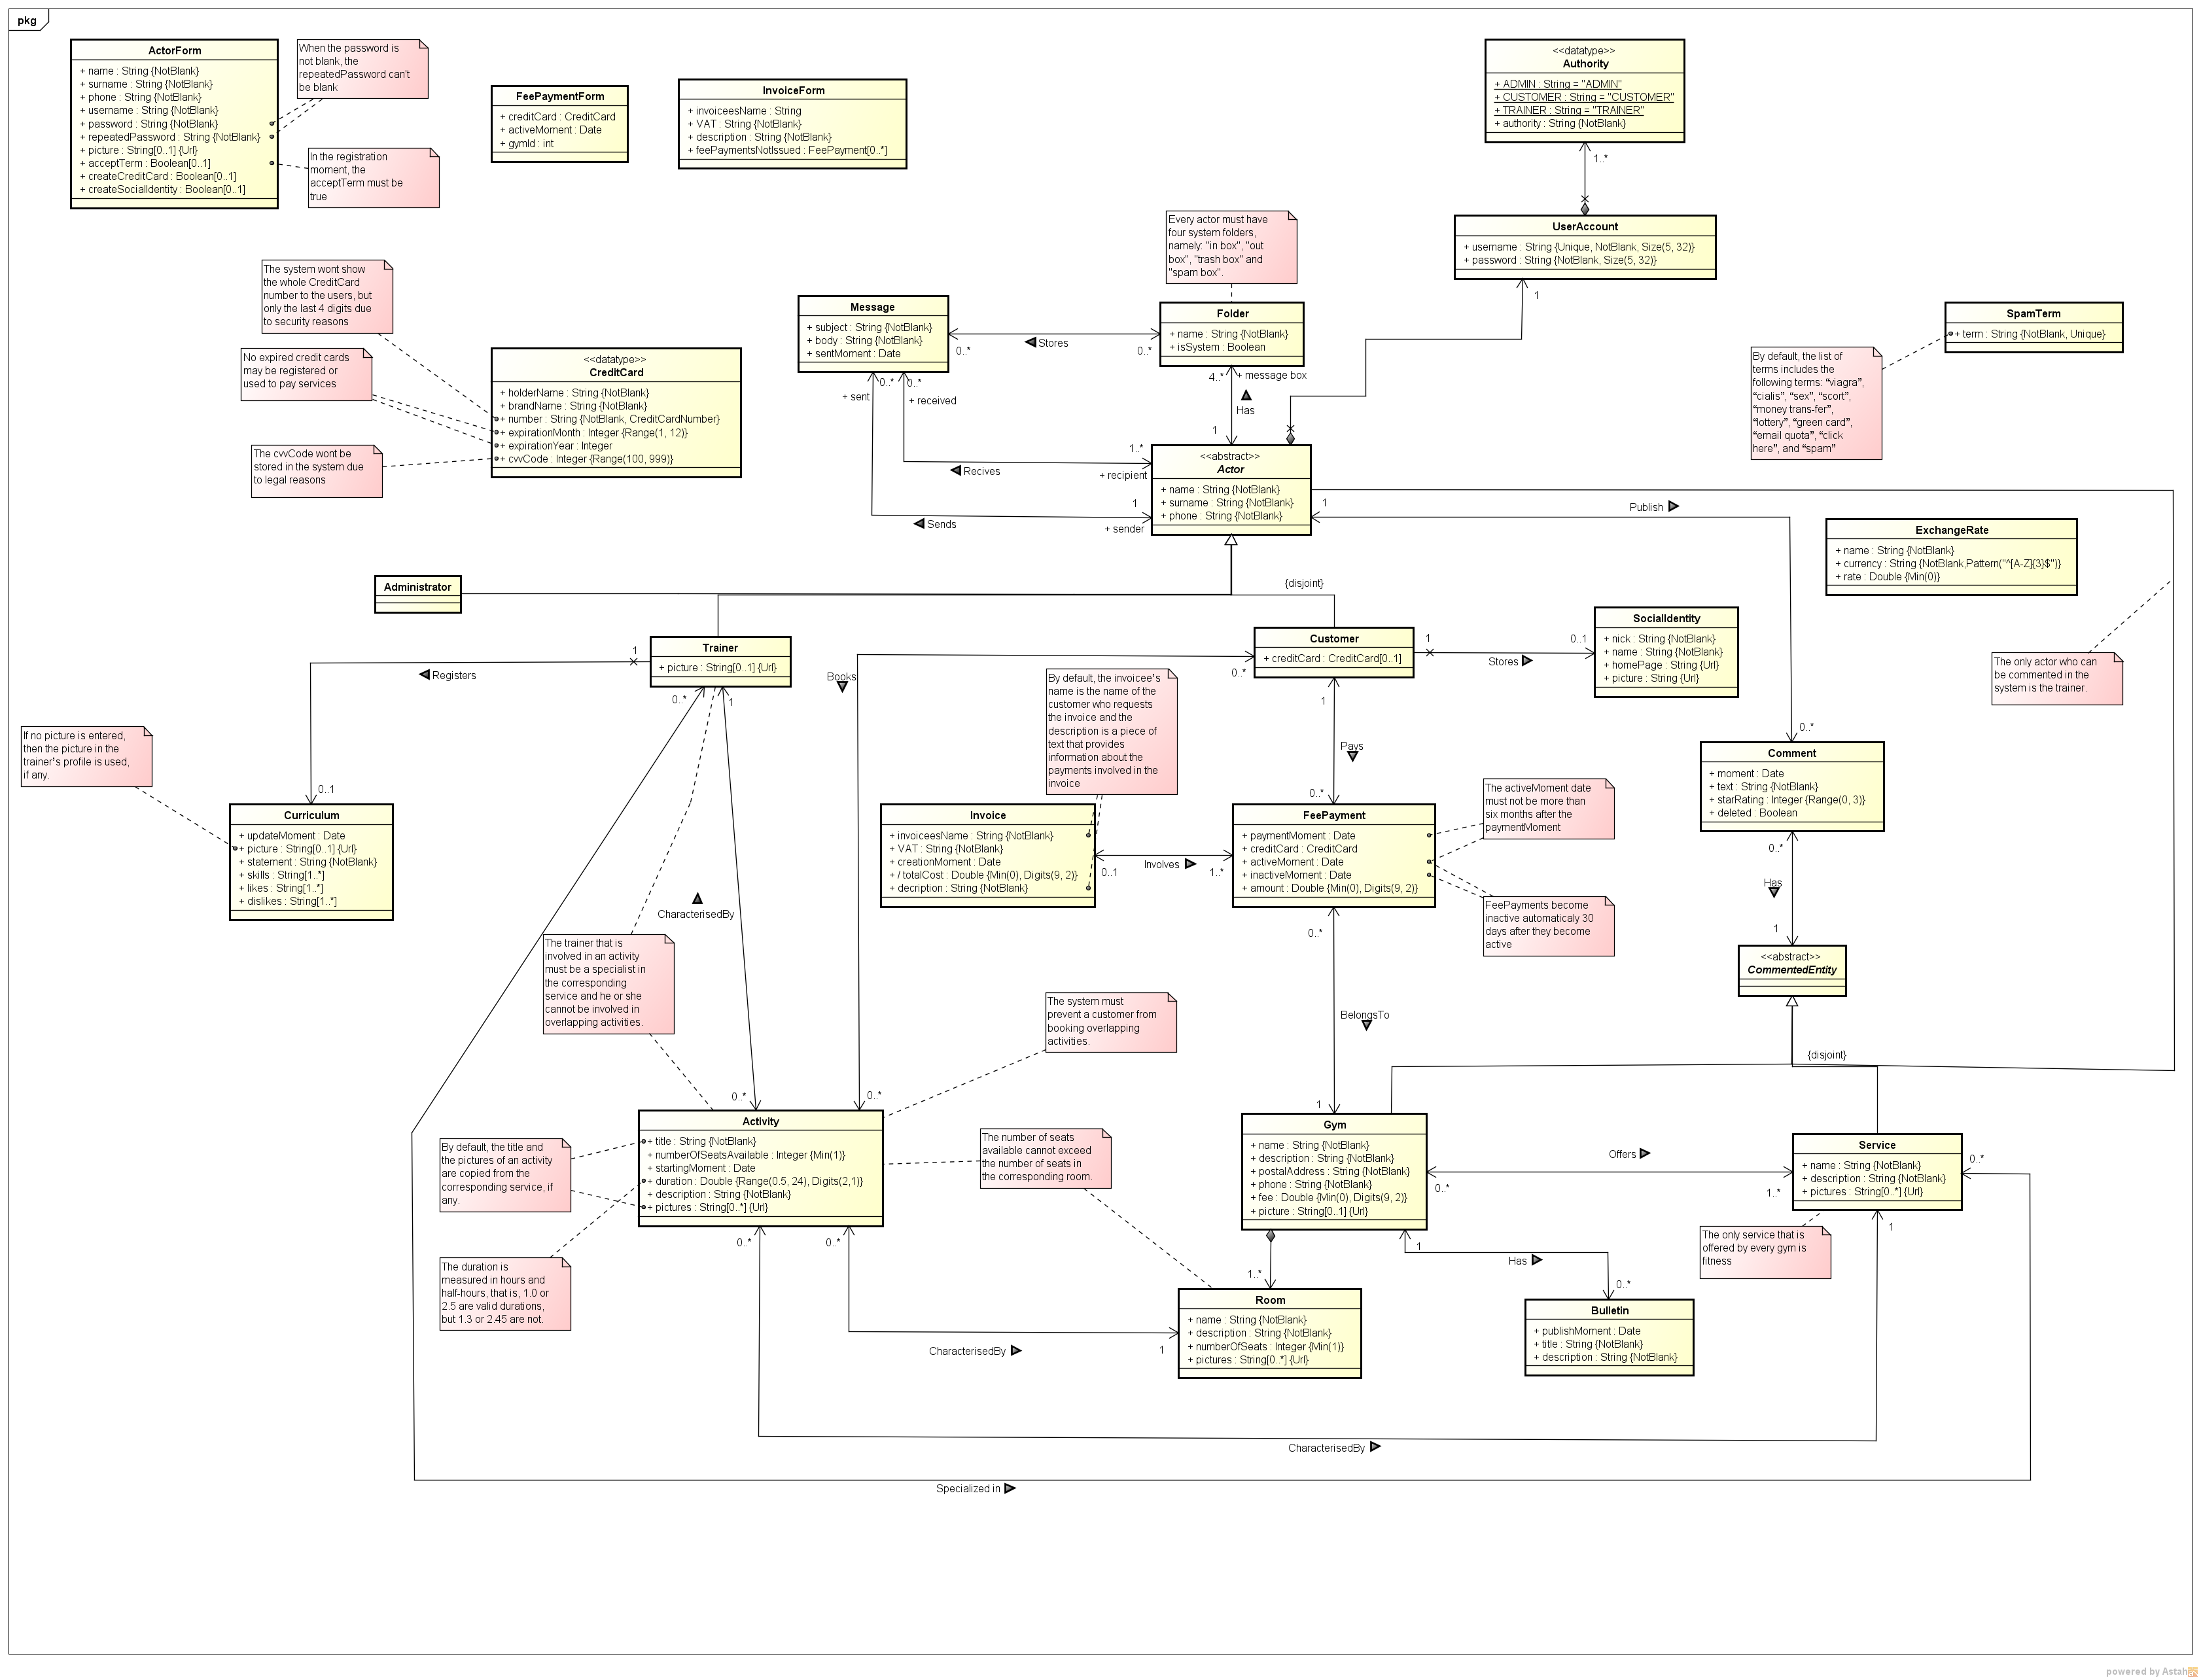 pkg
ActorForm
+ name : String {NotBlank}
+ surname : String {NotBlank}
+ phone : String {NotBlank}
+ username : String {NotBlank}
+ password : String {NotBlank}
+ repeatedPassword : String {NotBlank}
+ picture : String[0..1] {Url}
+ acceptTerm : Boolean[0..1]
+ createCreditCard : Boolean[0..1]
+ createSocialIdentity : Boolean[0..1]
When the password is
not blank, the
repeatedPassword can't
be blank
In the registration
moment, the
acceptTerm must be
true
FeePaymentForm
+ creditCard : CreditCard
+ activeMoment : Date
+ gymId : int
InvoiceForm
+ invoiceesName : String
+ VAT : String {NotBlank}
+ description : String {NotBlank}
+ feePaymentsNotIssued : FeePayment[0..*]
<<datatype>>
Authority
+ ADMIN : String = "ADMIN"
+ CUSTOMER : String = "CUSTOMER"
+ TRAINER : String = "TRAINER"
+ authority : String {NotBlank}
1..*
UserAccount
+ username : String {Unique, NotBlank, Size(5, 32)}
+ password : String {NotBlank, Size(5, 32)}
1
Every actor must have
four system folders,
namely: "in box", "out
box", "trash box" and
"spam box".
The system wont show
the whole CreditCard
number to the users, but
only the last 4 digits due
to security reasons
No expired credit cards
may be registered or
used to pay services
The cvvCode wont be
stored in the system due
to legal reasons
<<datatype>>
CreditCard
+ holderName : String {NotBlank}
+ brandName : String {NotBlank}
+ number : String {NotBlank, CreditCardNumber}
+ expirationMonth : Integer {Range(1, 12)}
+ expirationYear : Integer
+ cvvCode : Integer {Range(100, 999)}
Message
+ subject : String {NotBlank}
+ body : String {NotBlank}
+ sentMoment : Date
0..*
Stores
0..*
Folder
+ name : String {NotBlank}
+ isSystem : Boolean
4..*
+ message box
Has
1
0..*
0..*
+ sent
+ received
1..*
Recives
+ recipient
1
Sends
+ sender
<<abstract>>
Actor
+ name : String {NotBlank}
+ surname : String {NotBlank}
+ phone : String {NotBlank}
1
Publish
SpamTerm
+ term : String {NotBlank, Unique}
By default, the list of
terms includes the
following terms: “viagra”,
“cialis”, “sex”, “scort”,
“money trans-fer”,
“lottery”, “green card”,
“email quota”, “click
here”, and “spam”
ExchangeRate
+ name : String {NotBlank}
+ currency : String {NotBlank,Pattern("^[A-Z]{3}$")}
+ rate : Double {Min(0)}
The only actor who can
be commented in the
system is the trainer.
Administrator
{disjoint}
Trainer
+ picture : String[0..1] {Url}
1
Registers
0..1
0..*
1
Customer
+ creditCard : CreditCard[0..1]
0..*
Books
1
Stores
0..1
SocialIdentity
+ nick : String {NotBlank}
+ name : String {NotBlank}
+ homePage : String {Url}
+ picture : String {Url}
By default, the invoicee's
name is the name of the
customer who requests
the invoice and the
description is a piece of
text that provides
information about the
payments involved in the
invoice
1
Pays
0..*
0..*
Comment
+ moment : Date
+ text : String {NotBlank}
+ starRating : Integer {Range(0, 3)}
+ deleted : Boolean
0..*
Has
1
<<abstract>>
CommentedEntity
{disjoint}
If no picture is entered,
then the picture in the
trainer's profile is used,
if any.
Curriculum
+ updateMoment : Date
+ picture : String[0..1] {Url}
+ statement : String {NotBlank}
+ skills : String[1..*]
+ likes : String[1..*]
+ dislikes : String[1..*]
Invoice
+ invoiceesName : String {NotBlank}
+ VAT : String {NotBlank}
+ creationMoment : Date
+ / totalCost : Double {Min(0), Digits(9, 2)}
+ decription : String {NotBlank}
0..1
Involves
1..*
FeePayment
+ paymentMoment : Date
+ creditCard : CreditCard
+ activeMoment : Date
+ inactiveMoment : Date
+ amount : Double {Min(0), Digits(9, 2)}
The activeMoment date
must not be more than
six months after the
paymentMoment
FeePayments become
inactive automaticaly 30
days after they become
active
0..*
BelongsTo
1
CharacterisedBy
The trainer that is
involved in an activity
must be a specialist in
the corresponding
service and he or she
cannot be involved in
overlapping activities.
The system must
prevent a customer from
booking overlapping
activities.
0..*
0..*
Activity
+ title : String {NotBlank}
+ numberOfSeatsAvailable : Integer {Min(1)}
+ startingMoment : Date
+ duration : Double {Range(0.5, 24), Digits(2,1)}
+ description : String {NotBlank}
+ pictures : String[0..*] {Url}
By default, the title and
the pictures of an activity
are copied from the
corresponding service, if
any.
The duration is
measured in hours and
half-hours, that is, 1.0 or
2.5 are valid durations,
but 1.3 or 2.45 are not.
The number of seats
available cannot exceed
the number of seats in
the corresponding room.
Gym
+ name : String {NotBlank}
+ description : String {NotBlank}
+ postalAddress : String {NotBlank}
+ phone : String {NotBlank}
+ fee : Double {Min(0), Digits(9, 2)}
+ picture : String[0..1] {Url}
Offers
0..*
1..*
Service
+ name : String {NotBlank}
+ description : String {NotBlank}
+ pictures : String[0..*] {Url}
0..*
1
The only service that is
offered by every gym is
fitness
1
Has
0..*
Bulletin
+ publishMoment : Date
+ title : String {NotBlank}
+ description : String {NotBlank}
1..*
Room
+ name : String {NotBlank}
+ description : String {NotBlank}
+ numberOfSeats : Integer {Min(1)}
+ pictures : String[0..*] {Url}
0..*
0..*
CharacterisedBy
1
CharacterisedBy
Specialized in
powered by Astah